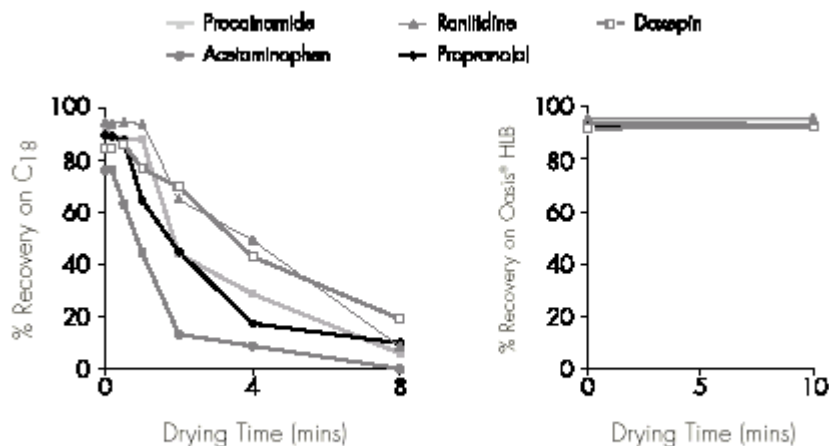 Procainamide Ranitidine Doxepin
Acetaminophen Propranolol
% Recovery on C18
100
80
60
40
20
0
0 4 8
Drying Time (mins)
% Recovery on Oasis® HLB
100
80
60
40
20
0
0 5 10
Drying Time (mins)